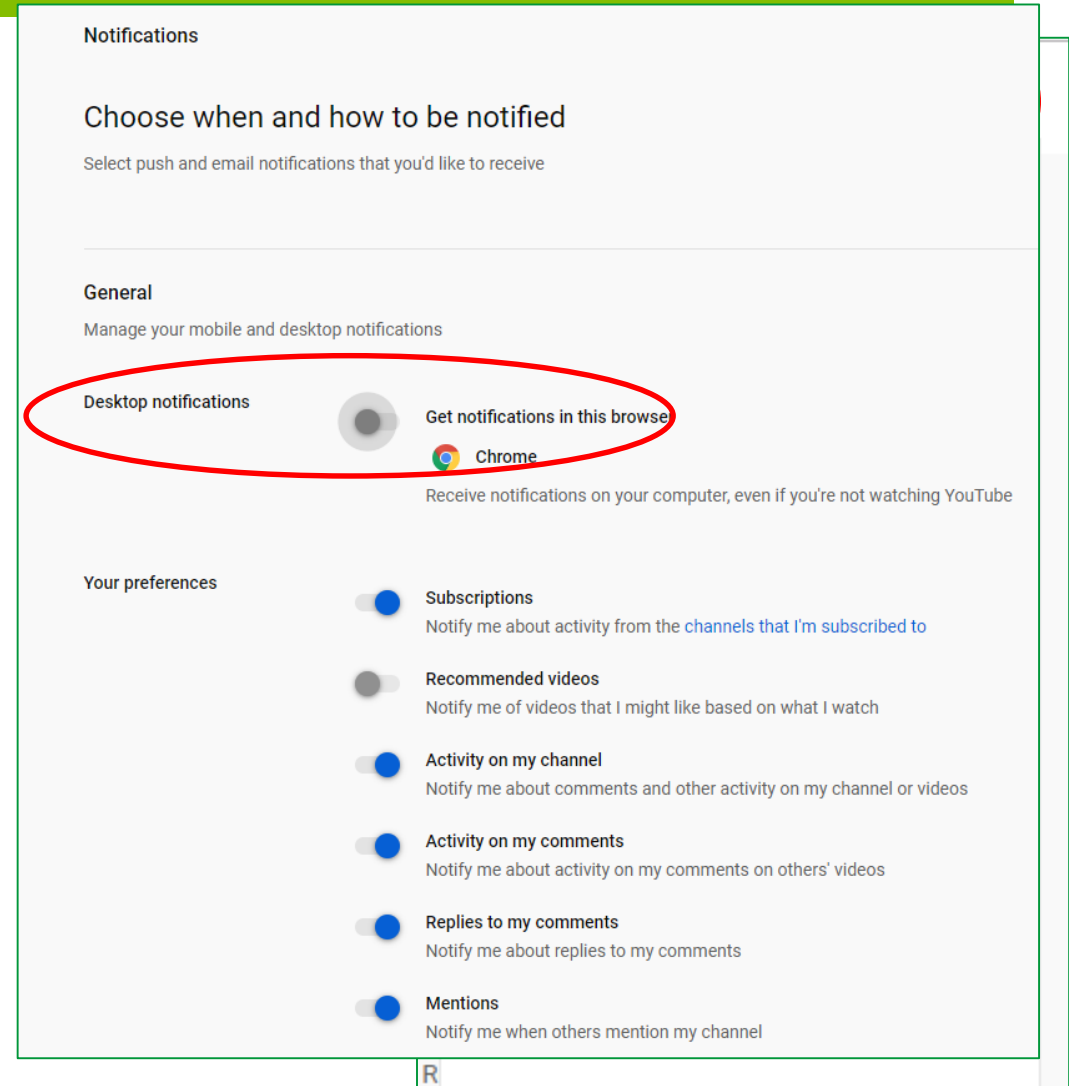 Notifications
Choose when and how to be notified
Select push and email notifications that you'd like to receive
General
Manage your mobile and desktop notifications
Desktop notifications
Get notifications in this browser
Chrome
Receive notifications on your computer, even if you're not watching YouTube
Your preferences
Subscriptions
Notify me about activity from the channels that I'm subscribed to
Recommended videos
Notify me of videos that I might like based on what I watch
Activity on my channel
Notify me about comments and other activity on my channel or videos
Activity on my comments
Notify me about activity on my comments on others' videos
Replies to my comments
Notify me about replies to my comments
Mentions
Notify me when others mention my channel
R